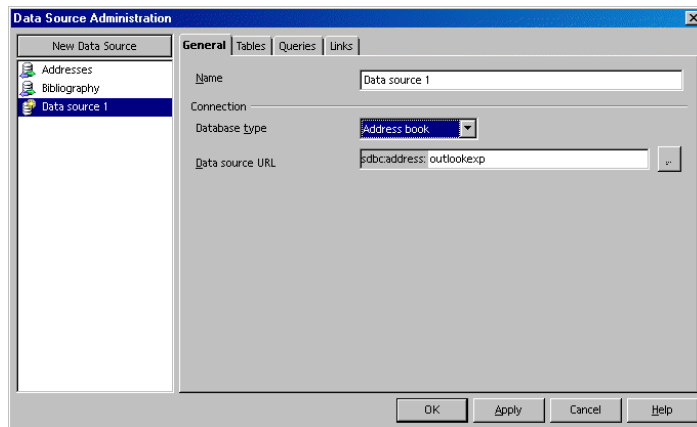 Data Source Administration
New Data Source
Addresses
Bibliography
Data source 1
General Tables Queries Links
Name Data source 1
Connection
Database type Address book
Data source URL sdbc:address: outlookexp ...
OK Apply Cancel Help